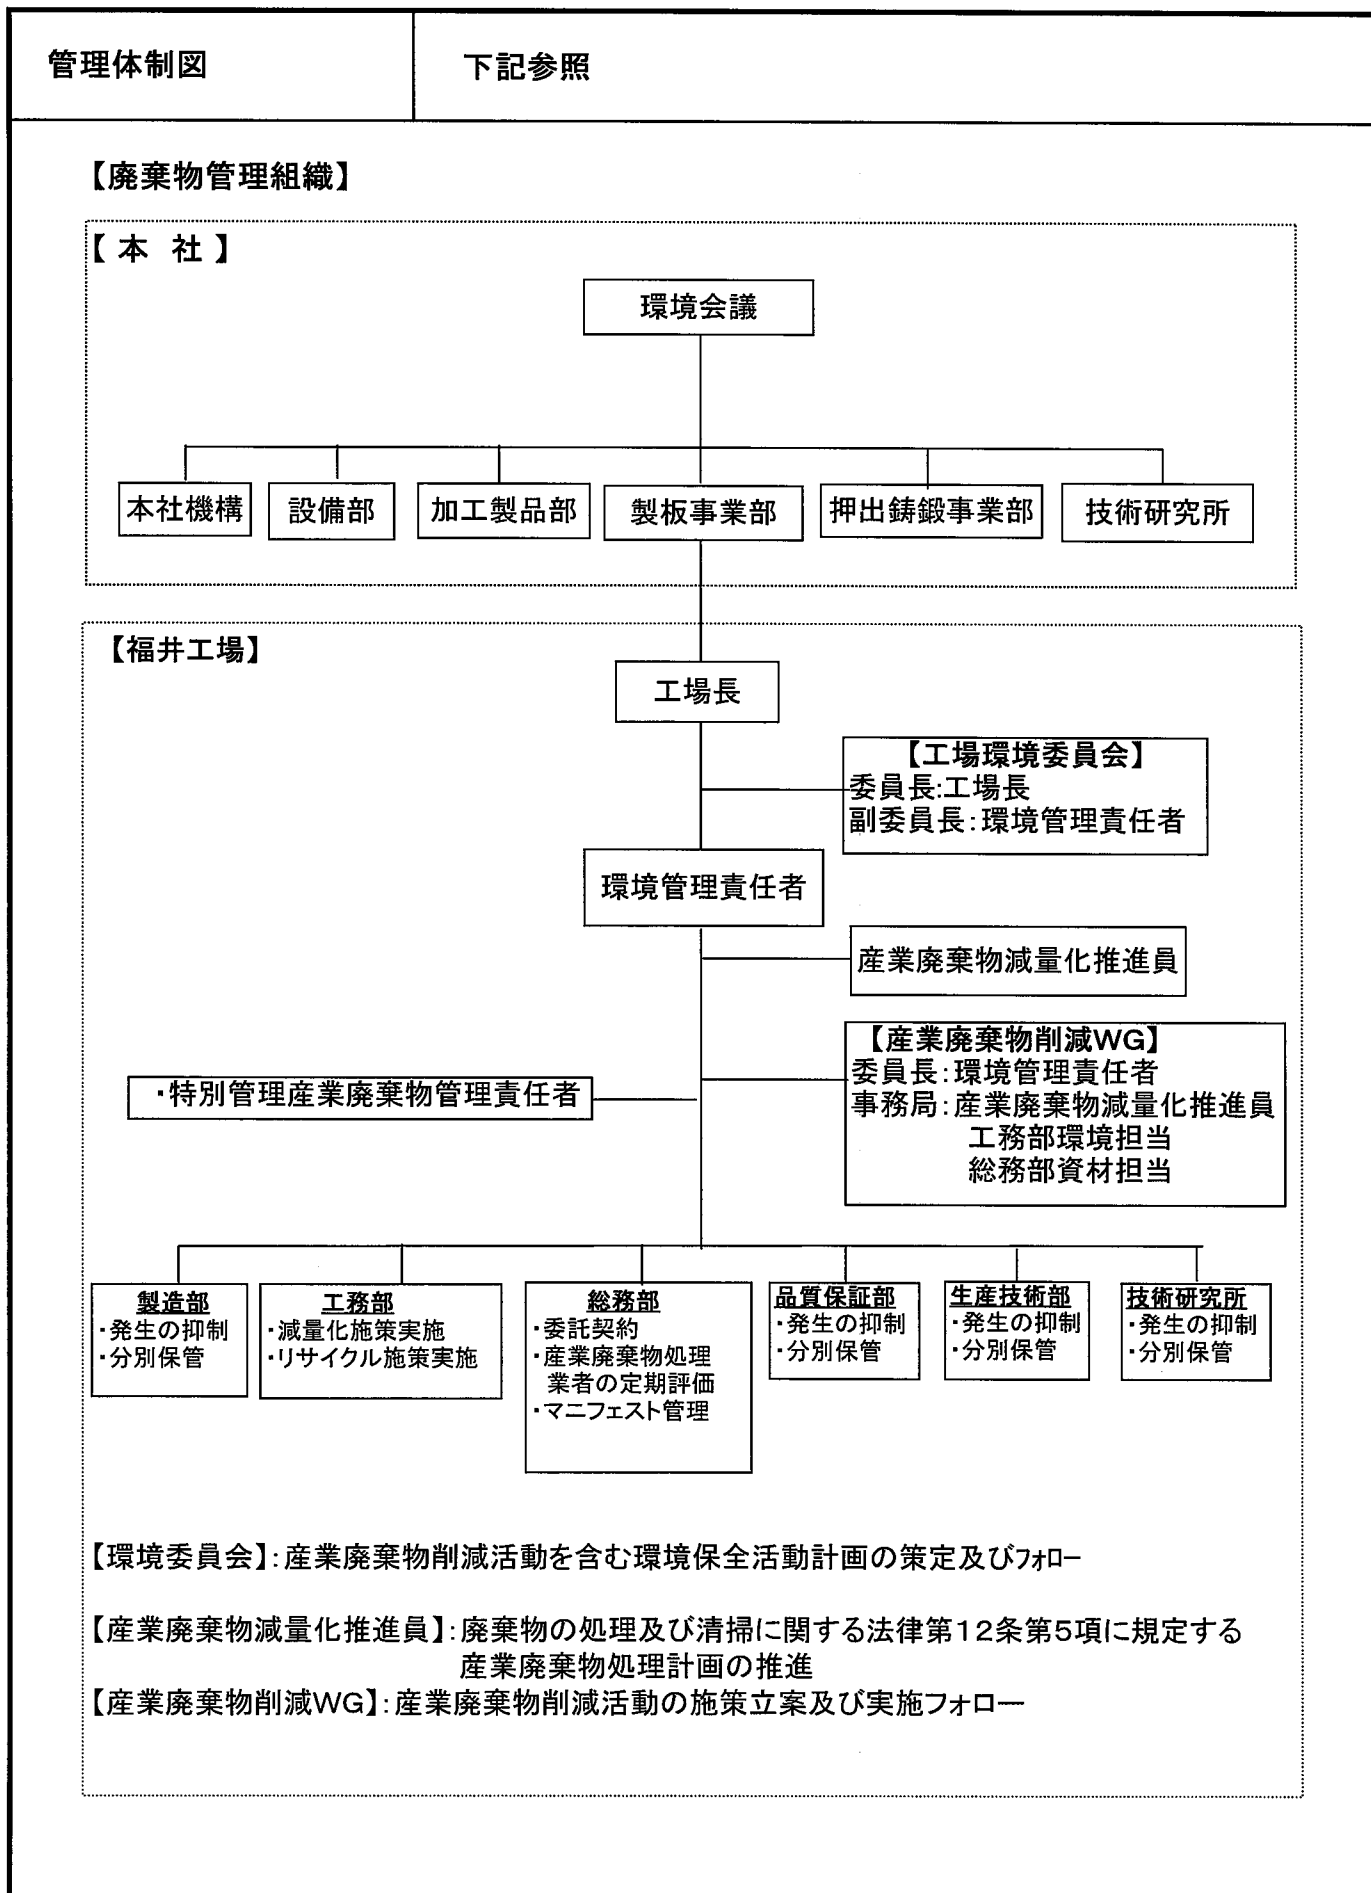 管理体制図
下記参照
【廃棄物管理組織】
【 本 社 】
環境会議
本社機構
設備部
加工製品部
製板事業部
押出鋳鍛事業部
技術研究所
【福井工場】
工場長
【工場環境委員会】
委員長:工場長
副委員長:環境管理責任者
環境管理責任者
産業廃棄物減量化推進員
【産業廃棄物削減WG】
委員長:環境管理責任者
事務局:産業廃棄物減量化推進員
工務部環境担当
総務部資材担当
・特別管理産業廃棄物管理責任者
製造部
・発生の抑制
・分別保管
工務部
・減量化施策実施
・リサイクル施策実施
総務部
・委託契約
・産業廃棄物処理
業者の定期評価
・マニフェスト管理
品質保証部
・発生の抑制
・分別保管
生産技術部
・発生の抑制
・分別保管
技術研究所
・発生の抑制
・分別保管
【環境委員会】:産業廃棄物削減活動を含む環境保全活動計画の策定及びフォロー
【産業廃棄物減量化推進員】:廃棄物の処理及び清掃に関する法律第12条第5項に規定する
産業廃棄物処理計画の推進
【産業廃棄物削減WG】:産業廃棄物削減活動の施策立案及び実施フォロー